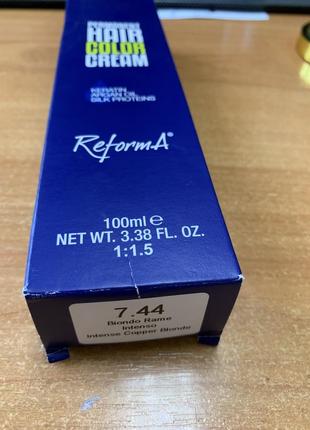 PERMANENT
HAIR
COLOR
CREAM
KERATIN
ARGAN OIL
SILK PROTEINS
ReformA®
100ml e
NET WT. 3.38 FL. OZ.
1:1.5
7.44
Biondo Rame
Intenso
Intense Copper Blonde